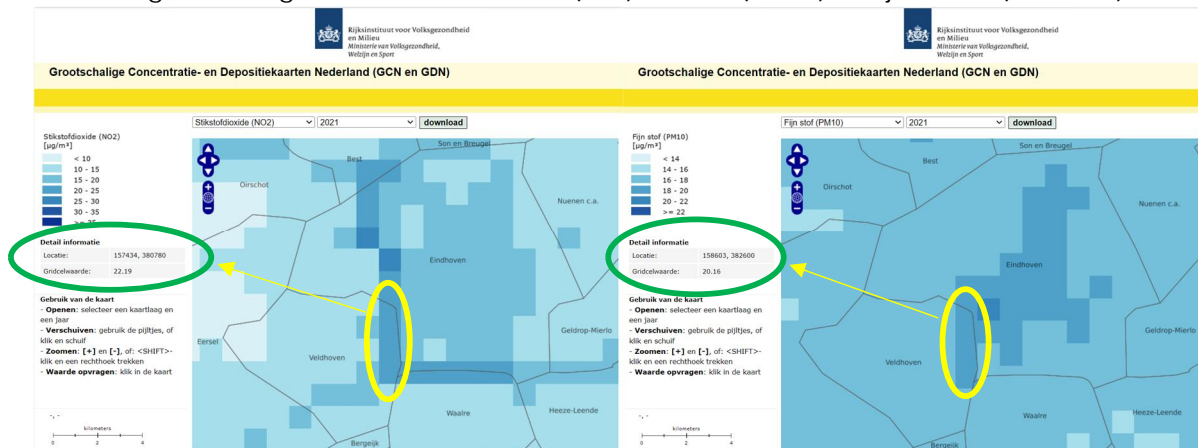 Rijksinstituut voor Volksgezondheid
en Milieu
Ministerie van Volksgezondheid,
Welzijn en Sport
Grootschalige Concentratie- en Depositiekaarten Nederland (GCN en GDN)
Stikstofdioxide (NO2) 2021 download
Stikstofdioxide (NO2)
[µg/m³]
< 10
10 - 15
15 - 20
20 - 25
25 - 30
30 - 35
Detail informatie
Locatie: 157434, 380780
Gridcelwaarde: 22.19
Gebruik van de kaart
- Openen: selecteer een kaartlaag en
een jaar
- Verschuiven: gebruik de pijltjes, of
klik en schuif
- Zoomen: [+] en [-], of: <SHIFT>-
klik en een rechthoek trekken
- Waarde opvragen: klik in de kaart
-, -
kilometers
0 2 4
Son en Breugel
Best
Oirschot
Nuenen c.a.
Eindhoven
Geldrop-Mierlo
Eersel
Veldhoven
Waalre
Heeze-Leende
Bergeijk
Rijksinstituut voor Volksgezondheid
en Milieu
Ministerie van Volksgezondheid,
Welzijn en Sport
Grootschalige Concentratie- en Depositiekaarten Nederland (GCN en GDN)
Fijn stof (PM10) 2021 download
Fijn stof (PM10)
[µg/m³]
< 14
14 - 16
16 - 18
18 - 20
20 - 22
>= 22
Detail informatie
Locatie: 158603, 382600
Gridcelwaarde: 20.16
Gebruik van de kaart
- Openen: selecteer een kaartlaag en
een jaar
- Verschuiven: gebruik de pijltjes, of
klik en schuif
- Zoomen: [+] en [-], of: <SHIFT>-
klik en een rechthoek trekken
- Waarde opvragen: klik in de kaart
-, -
kilometers
0 2 4
Son en Breugel
Best
Oirschot
Nuenen c.a.
Eindhoven
Geldrop-Mierlo
Eersel
Veldhoven
Waalre
Heeze-Leende
Bergeijk